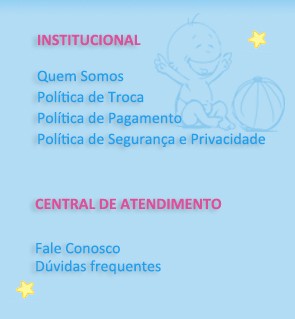 INSTITUCIONAL
Quem Somos
Política de Troca
Política de Pagamento
Política de Segurança e Privacidade
CENTRAL DE ATENDIMENTO
Fale Conosco
Dúvidas frequentes